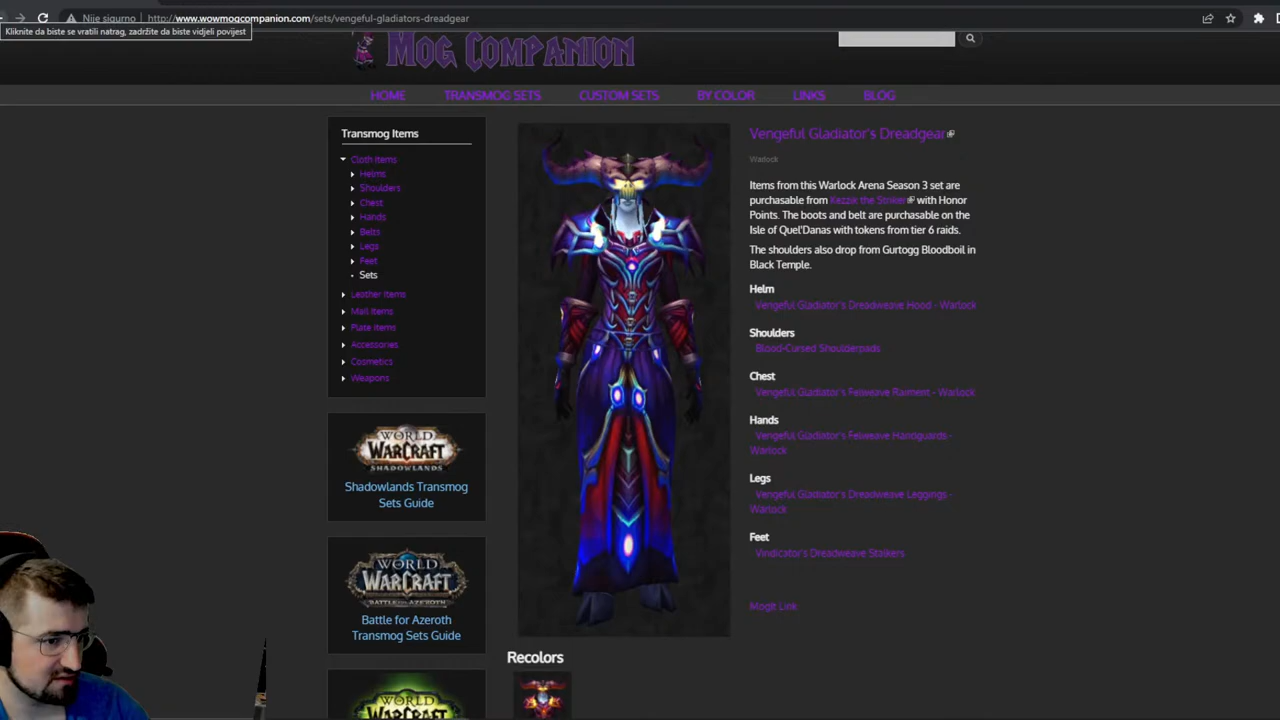 Nije sigurno
http://www.wowmogcompanion.com/sets/vengeful-gladiators-dreadgear
Kliknite da biste se vratili natrag, zadržite da biste vidjeli povijest
MOG COMPANION
HOME TRANSMOG SETS CUSTOM SETS BY COLOR LINKS BLOG
Transmog Items
Cloth Items
Helms
Shoulders
Chest
Hands
Belts
Legs
Feet
Sets
Leather Items
Mail Items
Plate Items
Accessories
Cosmetics
Weapons
WORLD
WARCRAFT
SHADOWLANDS
Shadowlands Transmog
Sets Guide
WORLD
WARCRAFT
BATTLE FOR AZEROTH
Battle for Azeroth
Transmog Sets Guide
WORLD
WARCRAFT
Vengeful Gladiator's Dreadgear
Warlock
Items from this Warlock Arena Season 3 set are
purchasable from Kezzik the Striker with Honor
Points. The boots and belt are purchasable on the
Isle of Quel'Danas with tokens from tier 6 raids.
The shoulders also drop from Gurtogg Bloodboil in
Black Temple.
Helm
Vengeful Gladiator's Dreadweave Hood - Warlock
Shoulders
Blood-Cursed Shoulderpads
Chest
Vengeful Gladiator's Felweave Raiment - Warlock
Hands
Vengeful Gladiator's Felweave Handguards -
Warlock
Legs
Vengeful Gladiator's Dreadweave Leggings -
Warlock
Feet
Vindicator's Dreadweave Stalkers
MogIt Link
Recolors